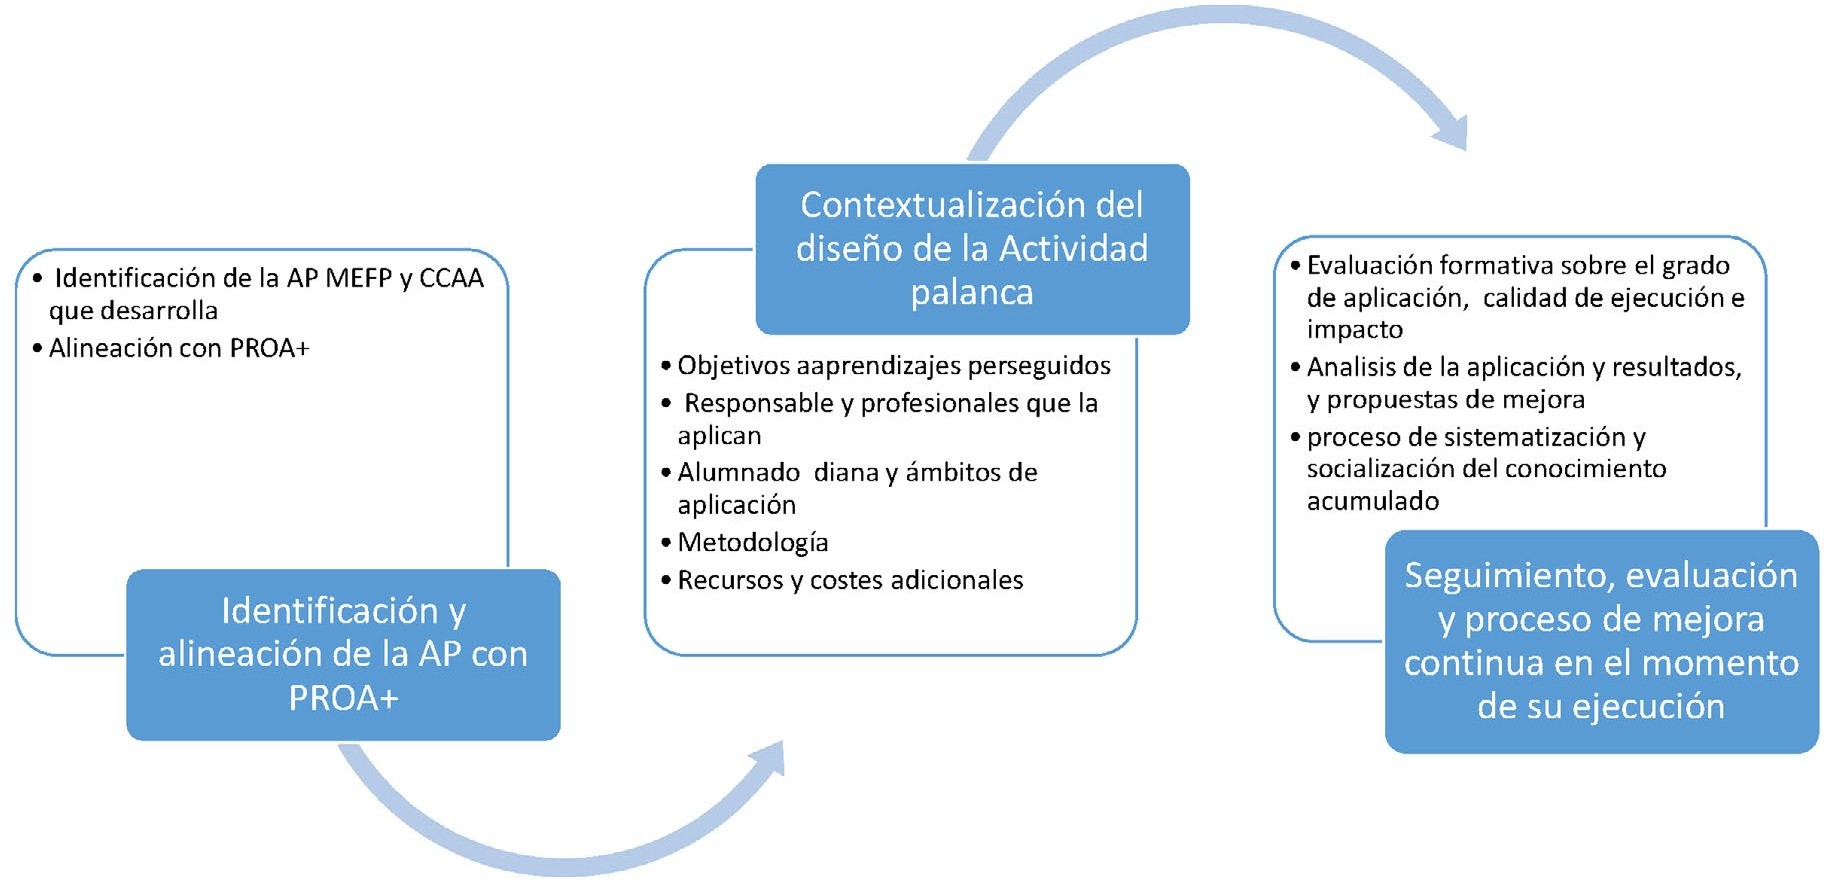 • Identificación de la AP MEFP y CCAA
que desarrolla
• Alineación con PROA+
Identificación y
alineación de la AP con
PROA+
Contextualización del
diseño de la Actividad
palanca
• Objetivos aaprendizajes perseguidos
• Responsable y profesionales que la
aplican
• Alumnado diana y ámbitos de
aplicación
• Metodología
• Recursos y costes adicionales
• Evaluación formativa sobre el grado
de aplicación, calidad de ejecución e
impacto
• Analisis de la aplicación y resultados,
y propuestas de mejora
• proceso de sistematización y
socialización del conocimiento
acumulado
Seguimiento, evaluación
y proceso de mejora
continua en el momento
de su ejecución